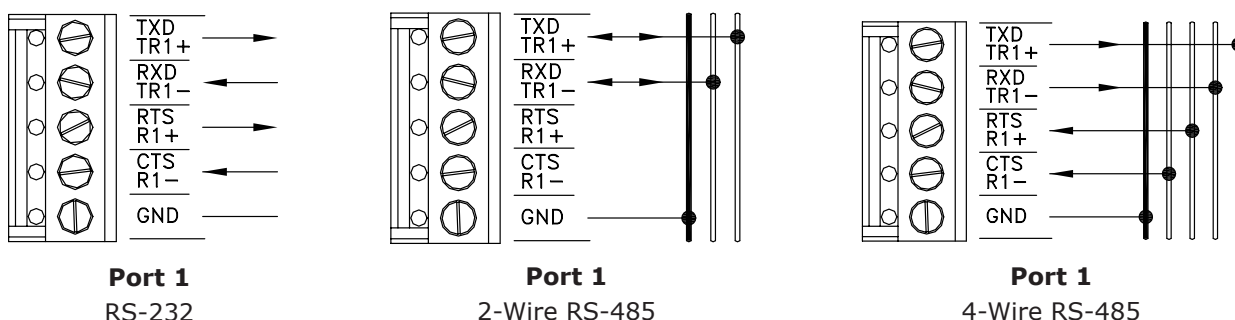 TXD
TR1+
RXD
TR1−
RTS
R1+
CTS
R1−
GND
Port 1
RS-232
TXD
TR1+
RXD
TR1−
RTS
R1+
CTS
R1−
GND
Port 1
2-Wire RS-485
TXD
TR1+
RXD
TR1−
RTS
R1+
CTS
R1−
GND
Port 1
4-Wire RS-485